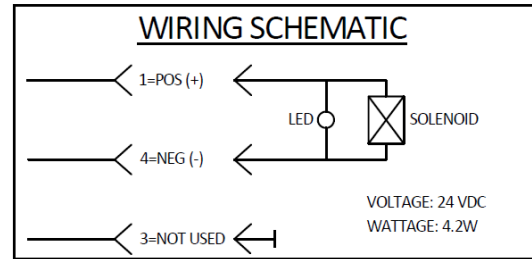 WIRING SCHEMATIC
1=POS (+)
LED
SOLENOID
4=NEG (-)
VOLTAGE: 24 VDC
WATTAGE: 4.2W
3=NOT USED